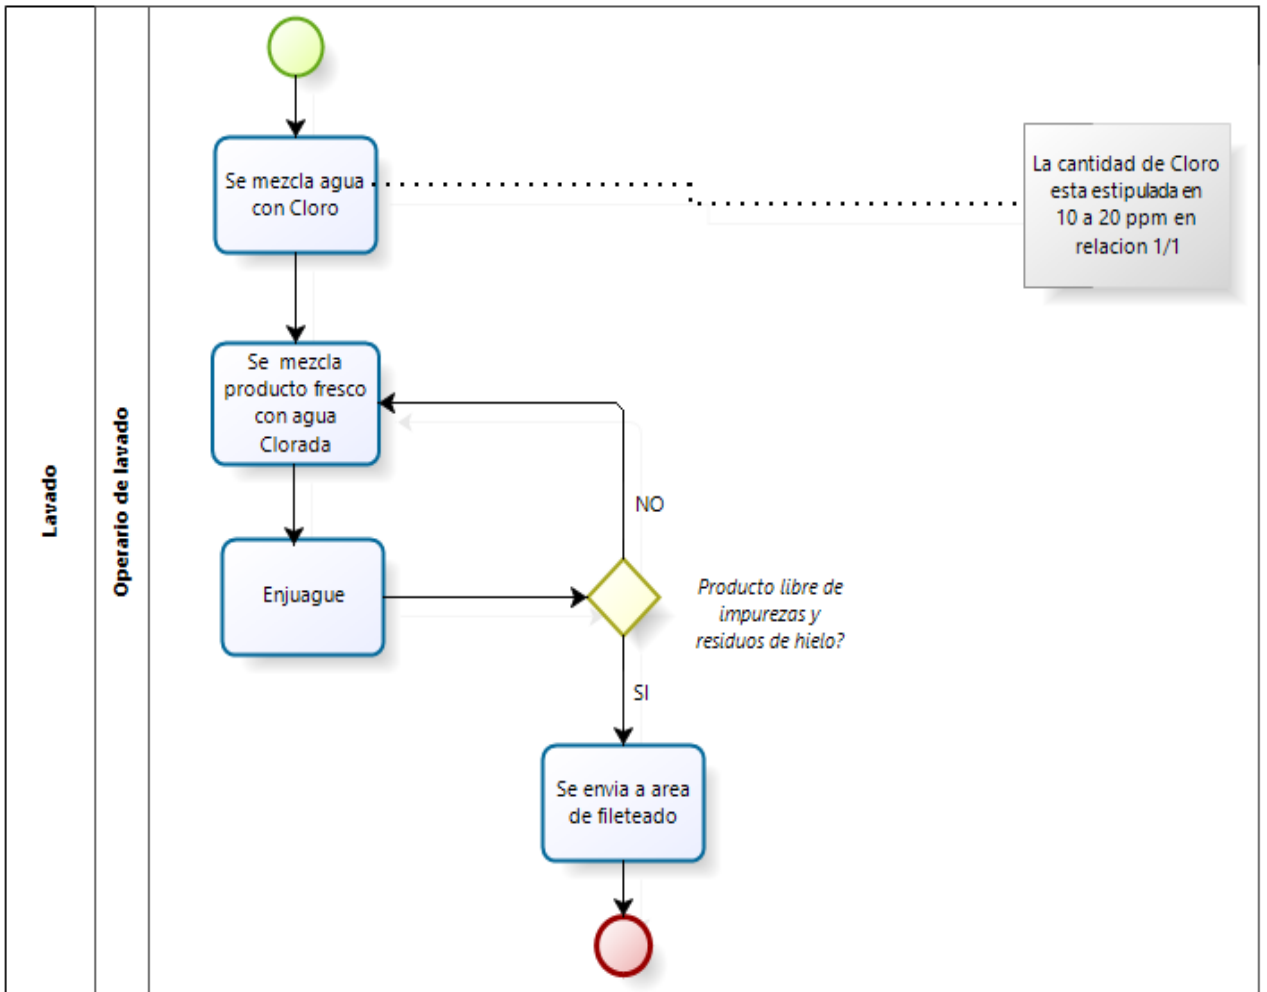 Lavado
Operario de lavado
Se mezcla agua
con Cloro
La cantidad de Cloro
esta estipulada en
10 a 20 ppm en
relacion 1/1
Se mezcla
producto fresco
con agua
Clorada
NO
Enjuague
Producto libre de
impurezas y
residuos de hielo?
SI
Se envia a area
de fileteado